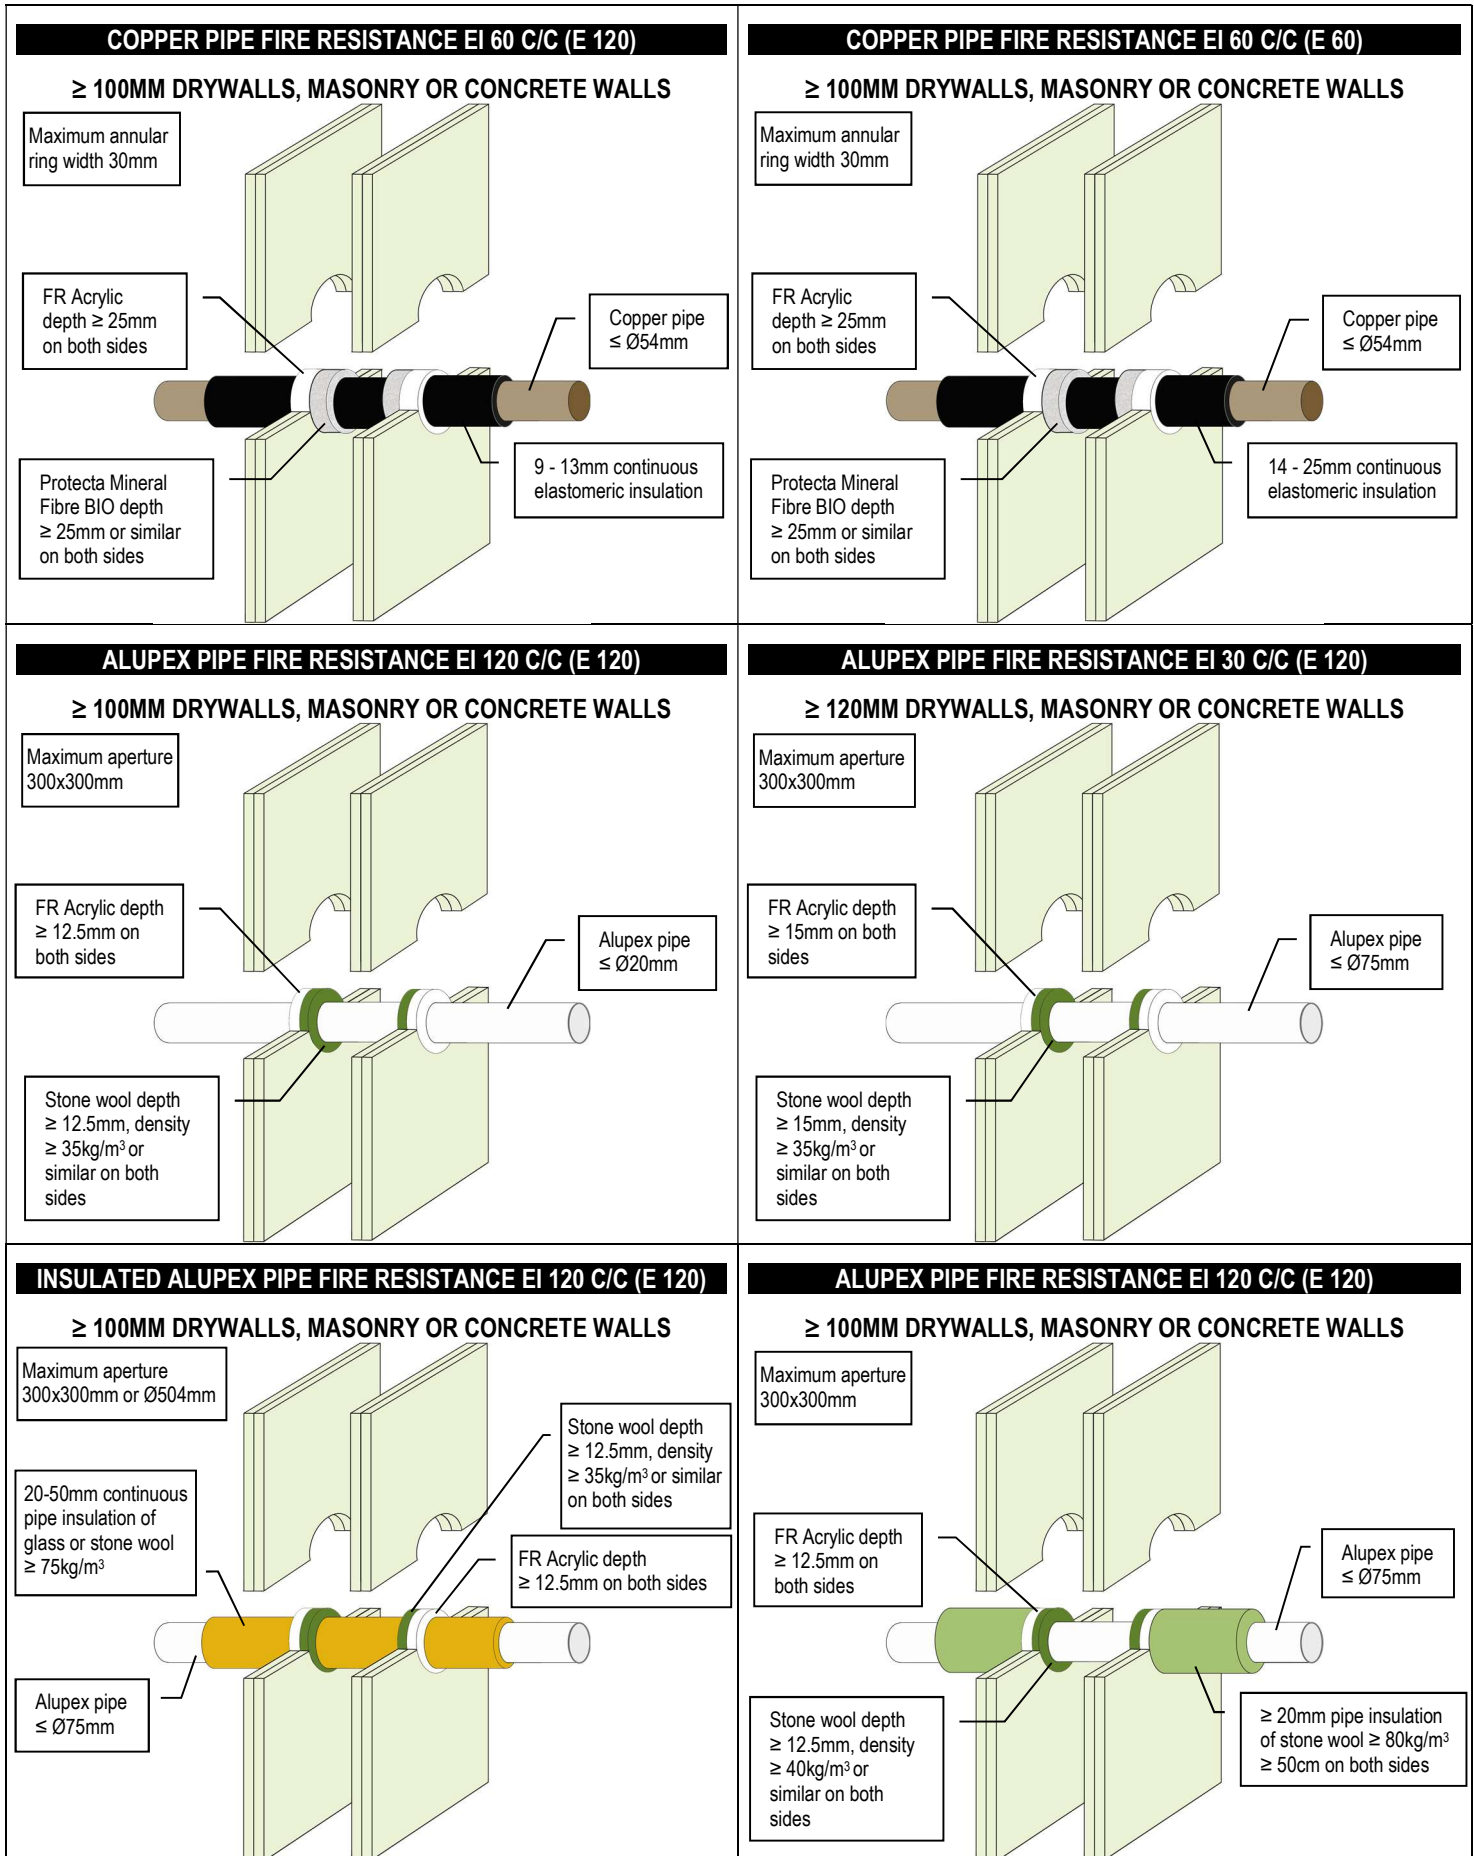 COPPER PIPE FIRE RESISTANCE EI 60 C/C (E 120)
≥ 100MM DRYWALLS, MASONRY OR CONCRETE WALLS
Maximum annular
ring width 30mm
FR Acrylic
depth ≥ 25mm
on both sides
Copper pipe
≤ Ø54mm
Protecta Mineral
Fibre BIO depth
≥ 25mm or similar
on both sides
9 - 13mm continuous
elastomeric insulation
COPPER PIPE FIRE RESISTANCE EI 60 C/C (E 60)
≥ 100MM DRYWALLS, MASONRY OR CONCRETE WALLS
Maximum annular
ring width 30mm
FR Acrylic
depth ≥ 25mm
on both sides
Copper pipe
≤ Ø54mm
Protecta Mineral
Fibre BIO depth
≥ 25mm or similar
on both sides
14 - 25mm continuous
elastomeric insulation
ALUPEX PIPE FIRE RESISTANCE EI 120 C/C (E 120)
≥ 100MM DRYWALLS, MASONRY OR CONCRETE WALLS
Maximum aperture
300x300mm
FR Acrylic depth
≥ 12.5mm on
both sides
Alupex pipe
≤ Ø20mm
Stone wool depth
≥ 12.5mm, density
≥ 35kg/m³ or
similar on both
sides
ALUPEX PIPE FIRE RESISTANCE EI 30 C/C (E 120)
≥ 120MM DRYWALLS, MASONRY OR CONCRETE WALLS
Maximum aperture
300x300mm
FR Acrylic depth
≥ 15mm on both
sides
Alupex pipe
≤ Ø75mm
Stone wool depth
≥ 15mm, density
≥ 35kg/m³ or
similar on both
sides
INSULATED ALUPEX PIPE FIRE RESISTANCE EI 120 C/C (E 120)
≥ 100MM DRYWALLS, MASONRY OR CONCRETE WALLS
Maximum aperture
300x300mm or Ø504mm
Stone wool depth
≥ 12.5mm, density
≥ 35kg/m³ or similar
on both sides
20-50mm continuous
pipe insulation of
glass or stone wool
≥ 75kg/m³
FR Acrylic depth
≥ 12.5mm on both sides
Alupex pipe
≤ Ø75mm
ALUPEX PIPE FIRE RESISTANCE EI 120 C/C (E 120)
≥ 100MM DRYWALLS, MASONRY OR CONCRETE WALLS
Maximum aperture
300x300mm
FR Acrylic depth
≥ 12.5mm on
both sides
Alupex pipe
≤ Ø75mm
Stone wool depth
≥ 12.5mm, density
≥ 40kg/m³ or
similar on both
sides
≥ 20mm pipe insulation
of stone wool ≥ 80kg/m³
≥ 50cm on both sides